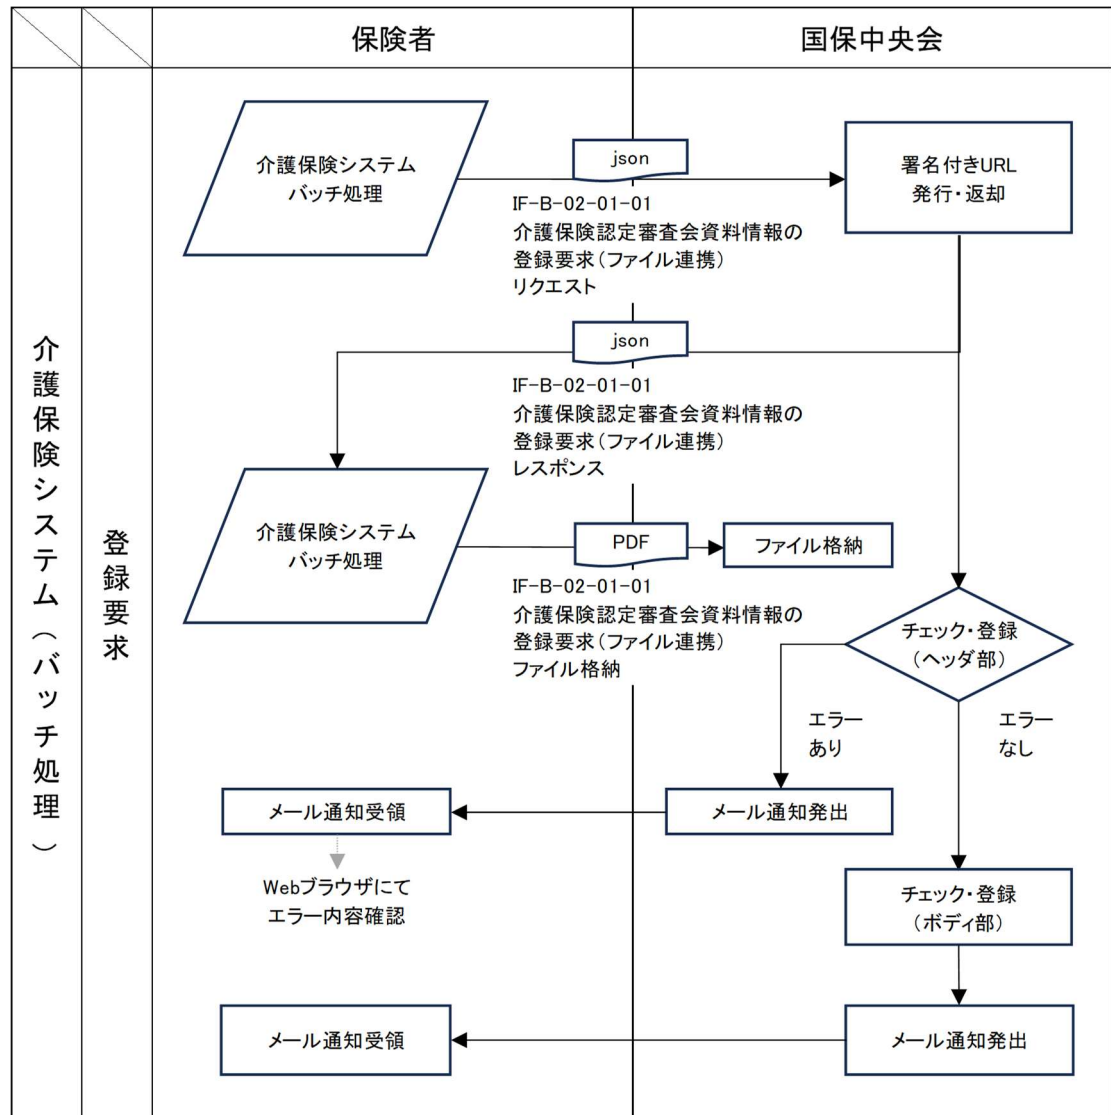 保険者
国保中央会
介護保険システム（バッチ処理）
登録要求
介護保険システム
バッチ処理
json
署名付きURL
発行・返却
IF-B-02-01-01
介護保険認定審査会資料情報の
登録要求（ファイル連携）
リクエスト
json
IF-B-02-01-01
介護保険認定審査会資料情報の
登録要求（ファイル連携）
レスポンス
介護保険システム
バッチ処理
PDF
ファイル格納
IF-B-02-01-01
介護保険認定審査会資料情報の
登録要求（ファイル連携）
ファイル格納
チェック・登録
（ヘッダ部）
エラー
あり
エラー
なし
メール通知受領
メール通知発出
Webブラウザにて
エラー内容確認
チェック・登録
（ボディ部）
メール通知受領
メール通知発出